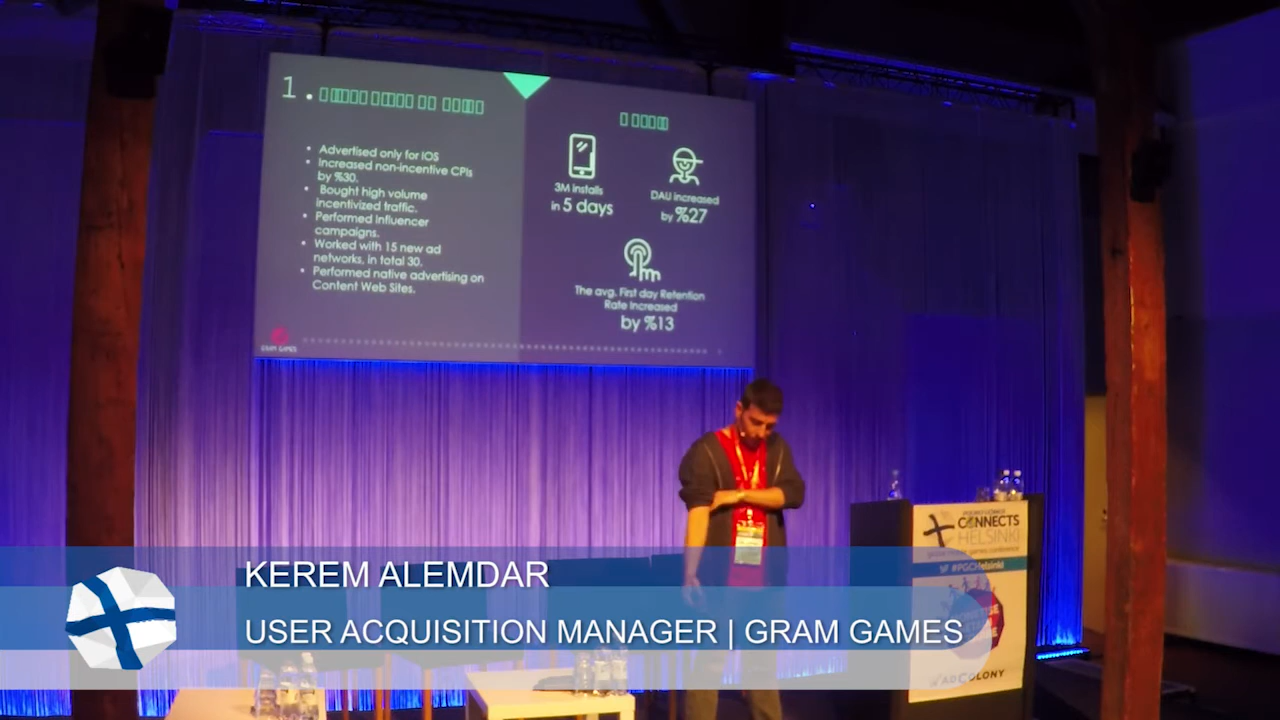 1.
• Advertised only for IOS
• Increased non-incentive CPIs
by %30.
• Bought high volume
incentivized traffic.
• Performed Influencer
campaigns.
• Worked with 15 new ad
networks, in total 30.
• Performed native advertising on
Content Web Sites.
3M installs
in 5 days
DAU increased
by %27
The avg. First day Retention
Rate Increased
by %13
GRAM GAMES
CONNECTS
HELSINKI
#PGCHelsinki
ADCOLONY
KEREM ALEMDAR
USER ACQUISITION MANAGER | GRAM GAMES